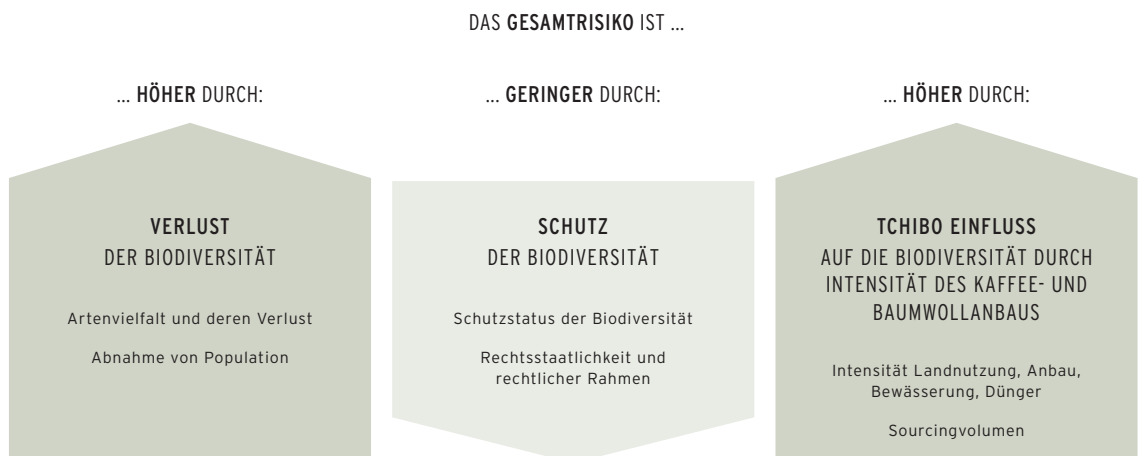 DAS GESAMTRISIKO IST ...
... HÖHER DURCH:
VERLUST
DER BIODIVERSITÄT
Artenvielfalt und deren Verlust
Abnahme von Population
... GERINGER DURCH:
SCHUTZ
DER BIODIVERSITÄT
Schutzstatus der Biodiversität
Rechtsstaatlichkeit und
rechtlicher Rahmen
... HÖHER DURCH:
TCHIBO EINFLUSS
AUF DIE BIODIVERSITÄT DURCH
INTENSITÄT DES KAFFEE- UND
BAUMWOLLANBAUS
Intensität Landnutzung, Anbau,
Bewässerung, Dünger
Sourcingvolumen